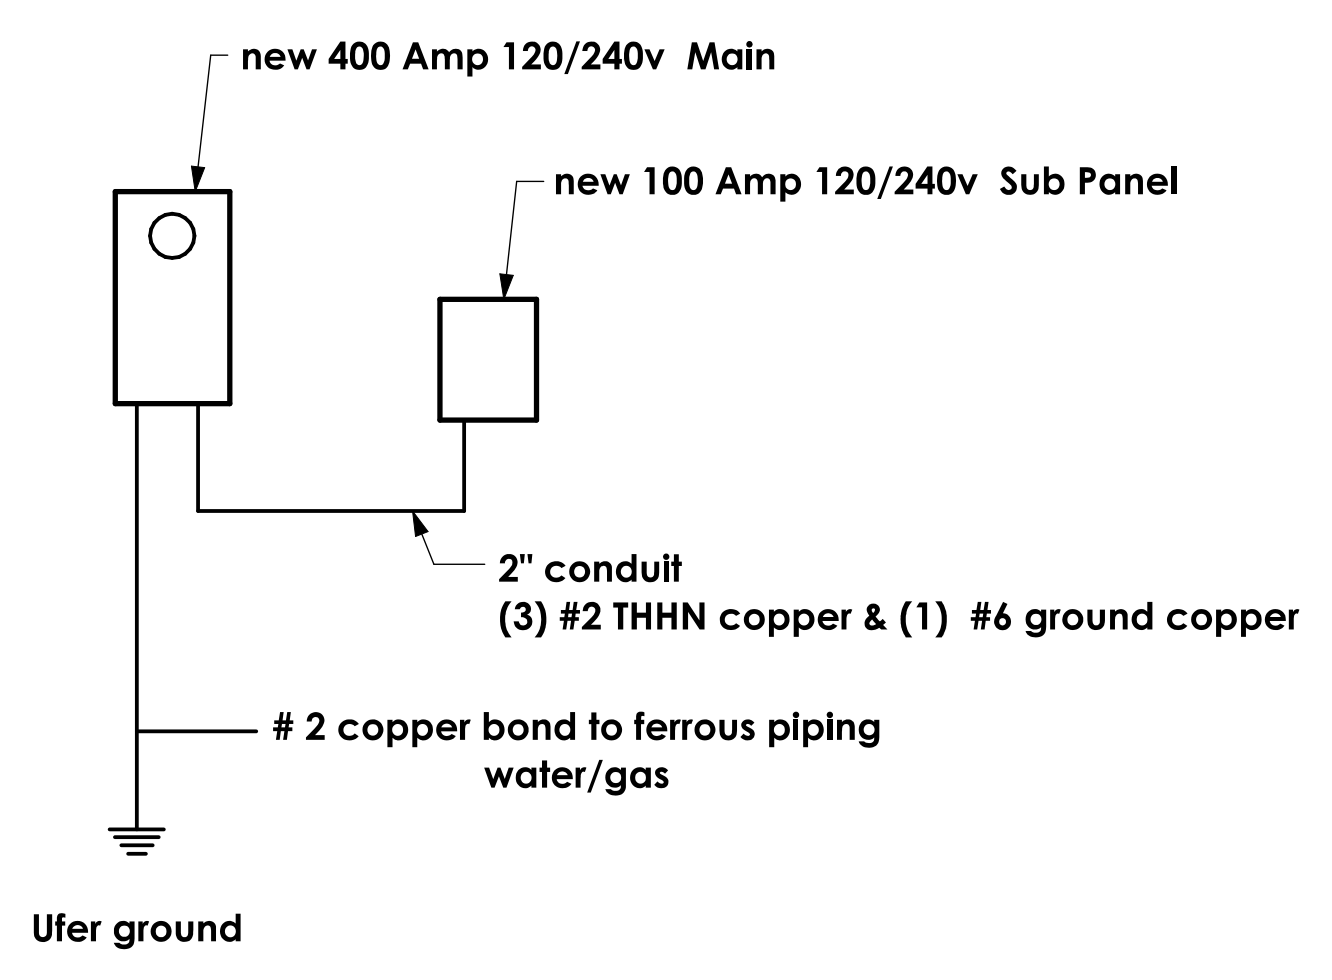 new 400 Amp 120/240v  Main
new 100 Amp 120/240v  Sub Panel
2" conduit
(3) #2 THHN copper & (1)  #6 ground copper
# 2 copper bond to ferrous piping
water/gas
Ufer ground